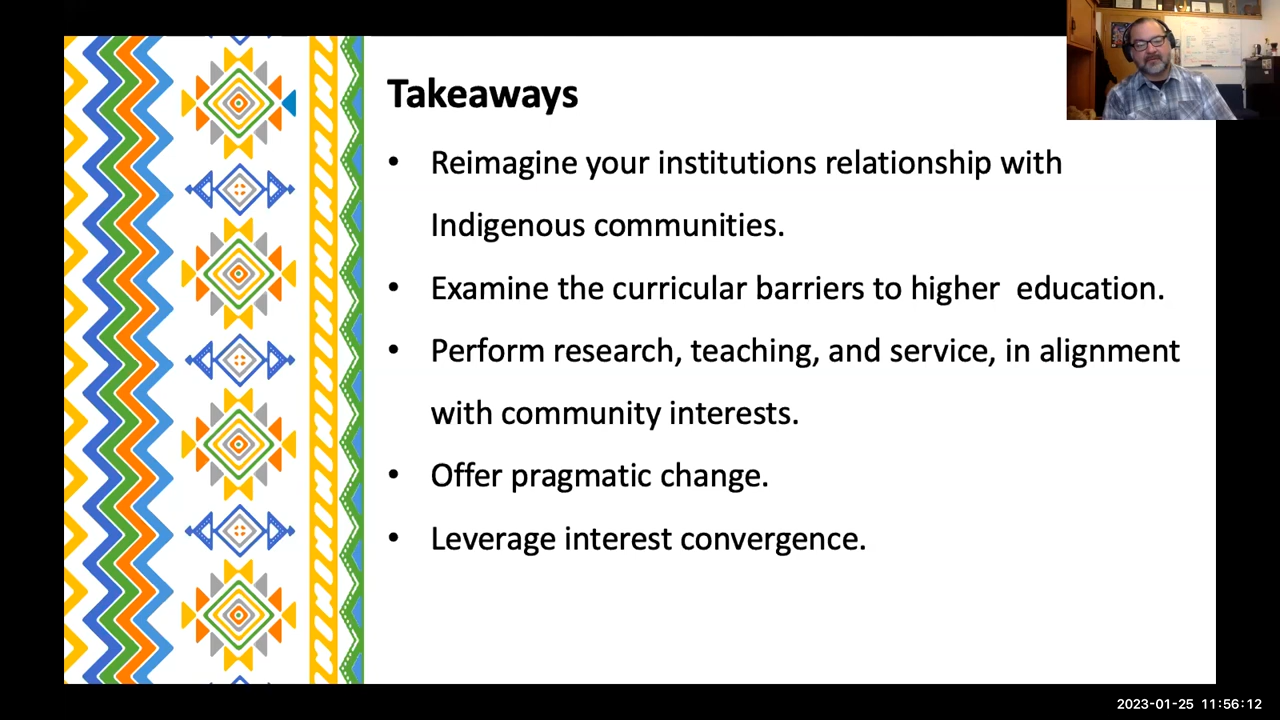 Takeaways
• Reimagine your institutions relationship with
Indigenous communities.
• Examine the curricular barriers to higher  education.
• Perform research, teaching, and service, in alignment
with community interests.
• Offer pragmatic change.
• Leverage interest convergence.
2023-01-25 11:56:12